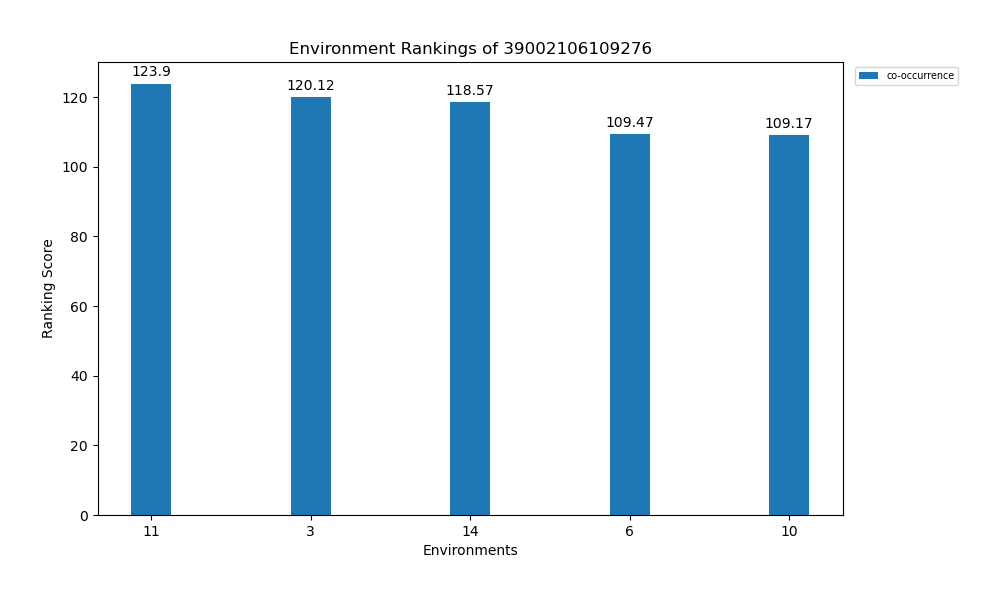 Environment Rankings of 39002106109276
co-occurrence
123.9
120.12
118.57
109.47
109.17
120
100
80
60
40
20
0
Ranking Score
11 3 14 6 10
Environments